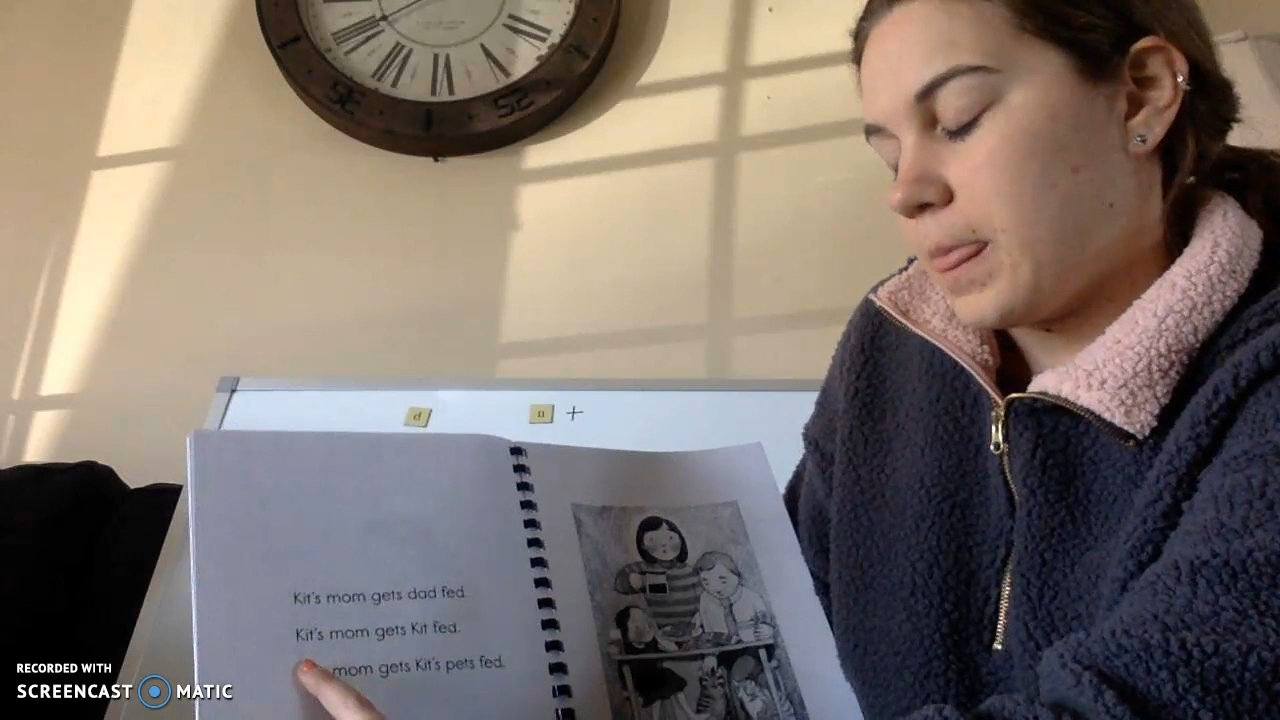 d n +
Kit's mom gets dad fed.
Kit's mom gets Kit fed.
mom gets Kit's pets fed.
RECORDED WITH
SCREENCAST MATIC